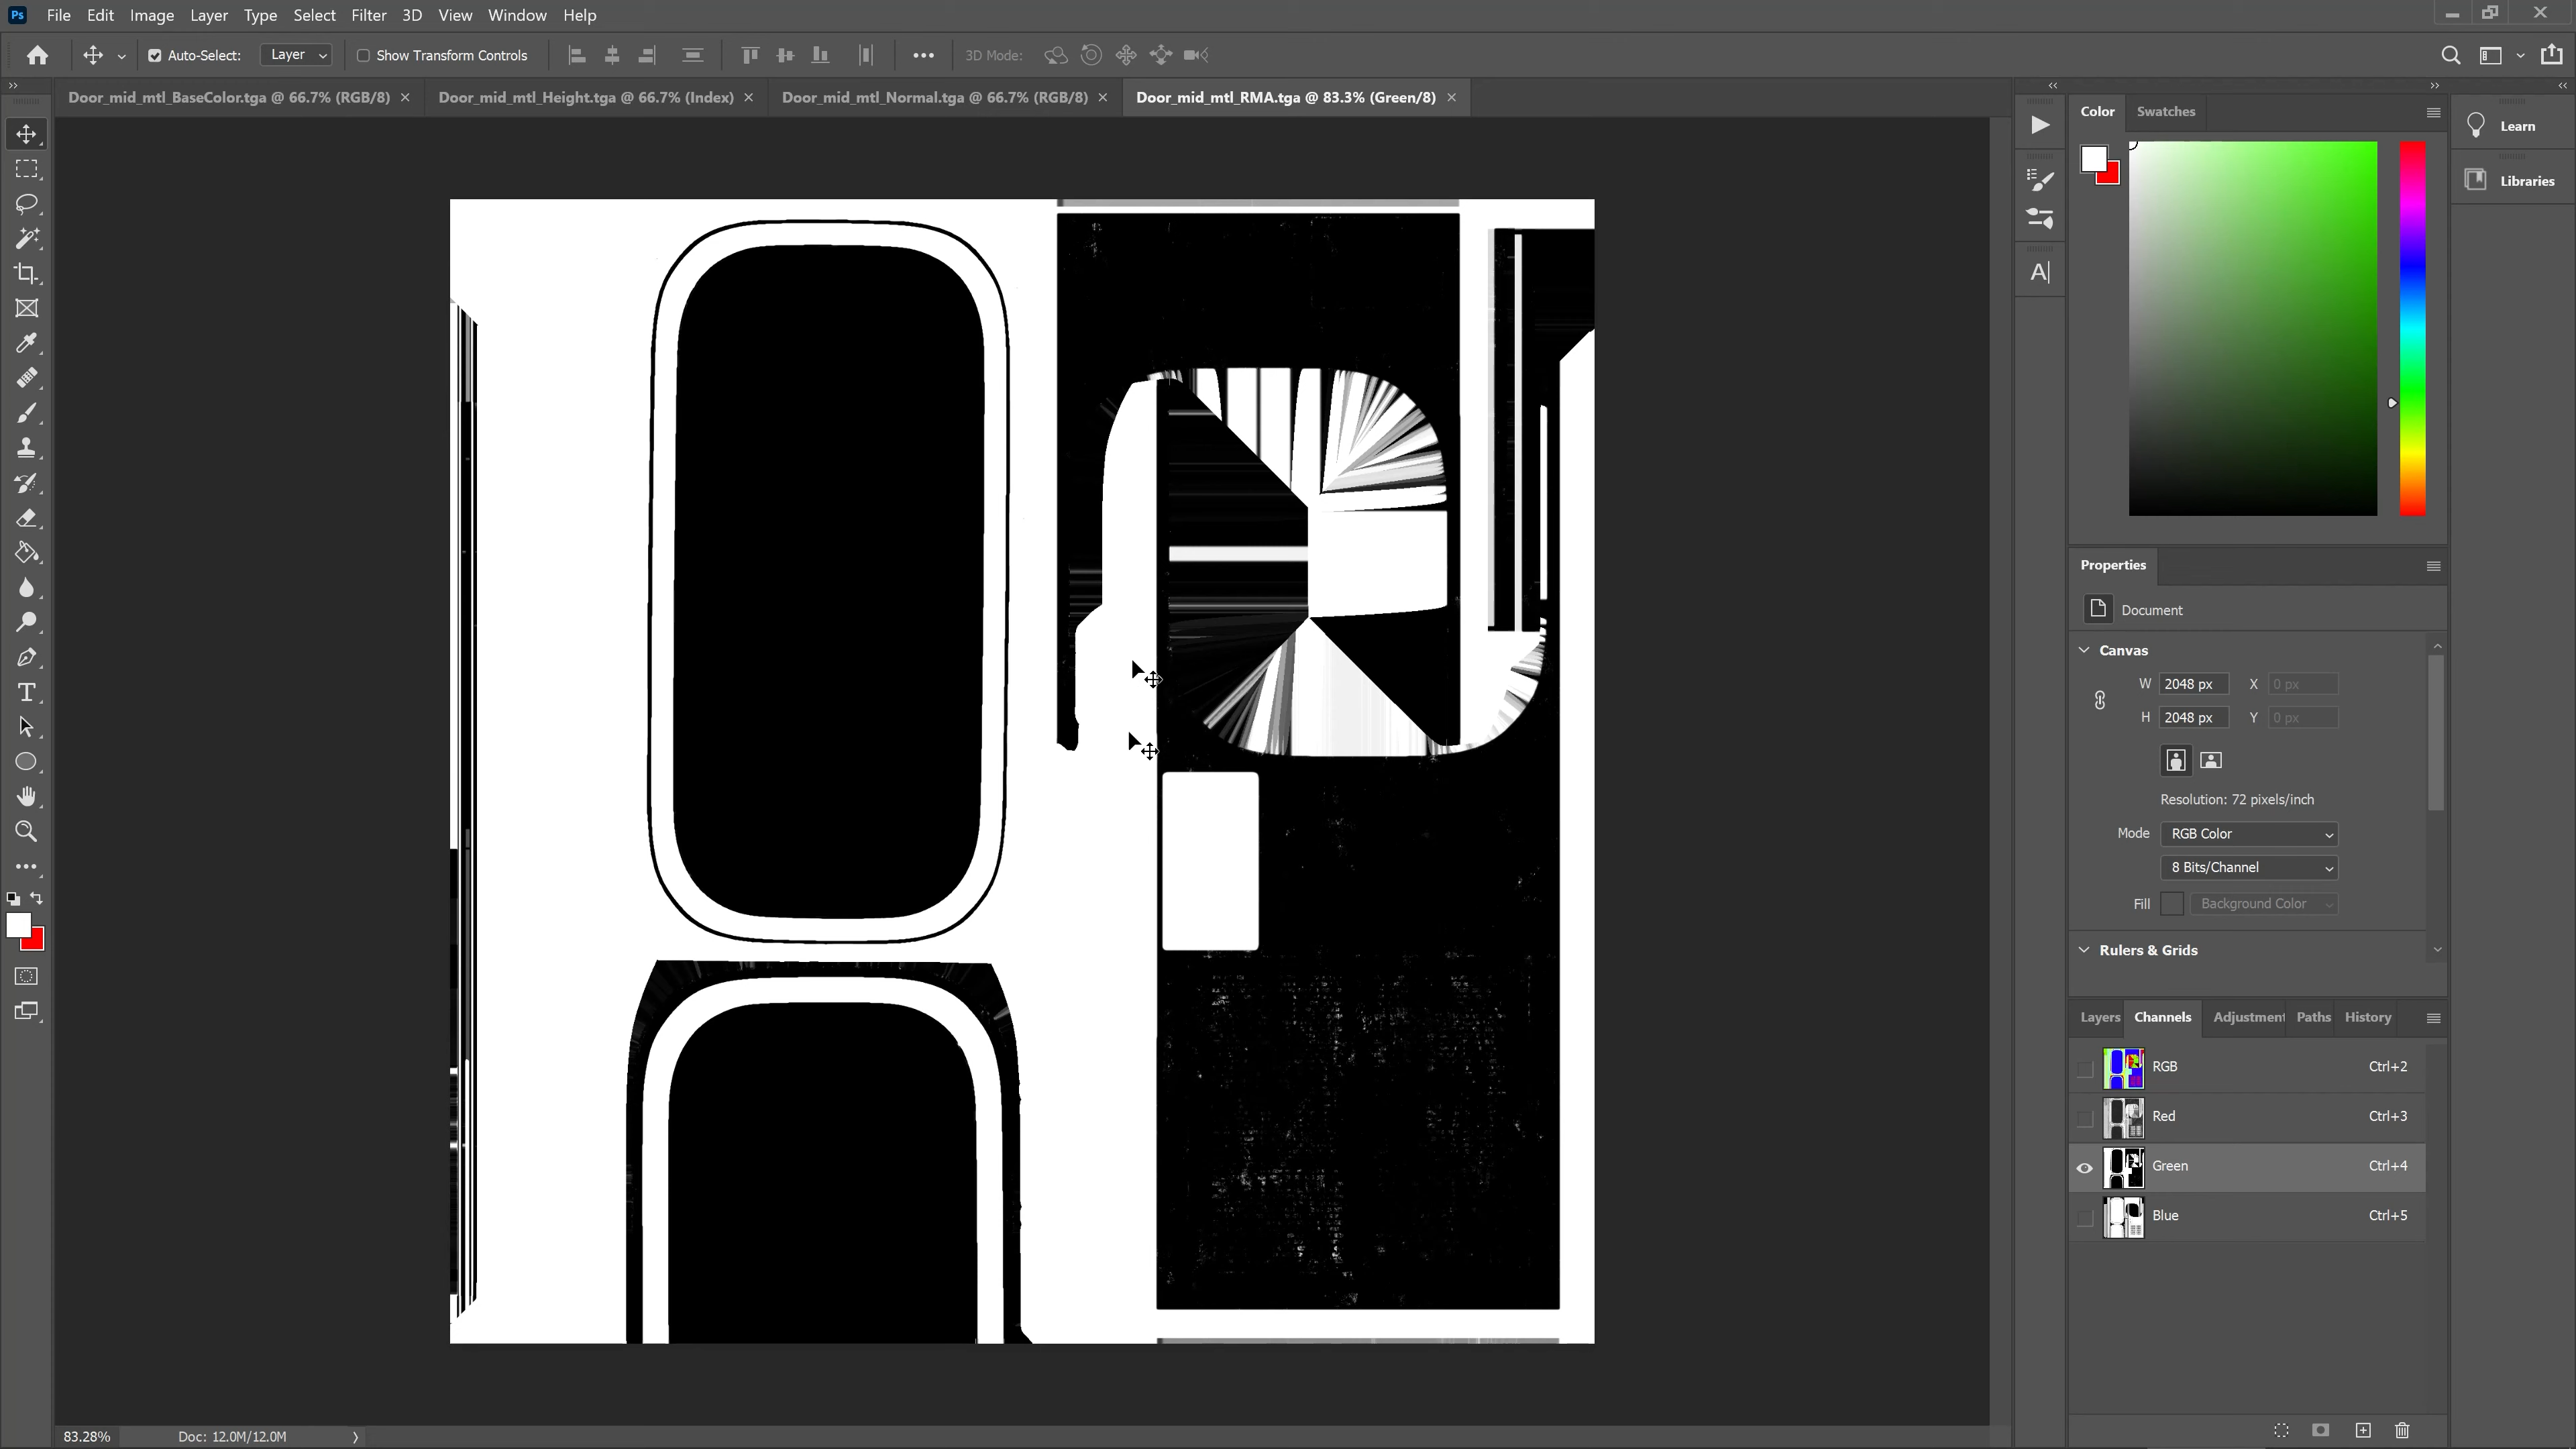 Ps File Edit Image Layer Type Select Filter 3D View Window Help
Auto-Select: Layer Show Transform Controls 3D Mode:
Door_mid_mtl_BaseColor.tga @ 66.7% (RGB/8) Door_mid_mtl_Height.tga @ 66.7% (Index) Door_mid_mtl_Normal.tga @ 66.7% (RGB/8) Door_mid_mtl_RMA.tga @ 83.3% (Green/8)
Color Swatches
Learn
Libraries
Properties
Document
Canvas
W 2048 px X 0 px
H 2048 px Y 0 px
Resolution: 72 pixels/inch
Mode RGB Color
8 Bits/Channel
Fill Background Color
Rulers & Grids
Layers Channels Adjustment Paths History
RGB Ctrl+2
Red Ctrl+3
Green Ctrl+4
Blue Ctrl+5
83.28% Doc: 12.0M/12.0M